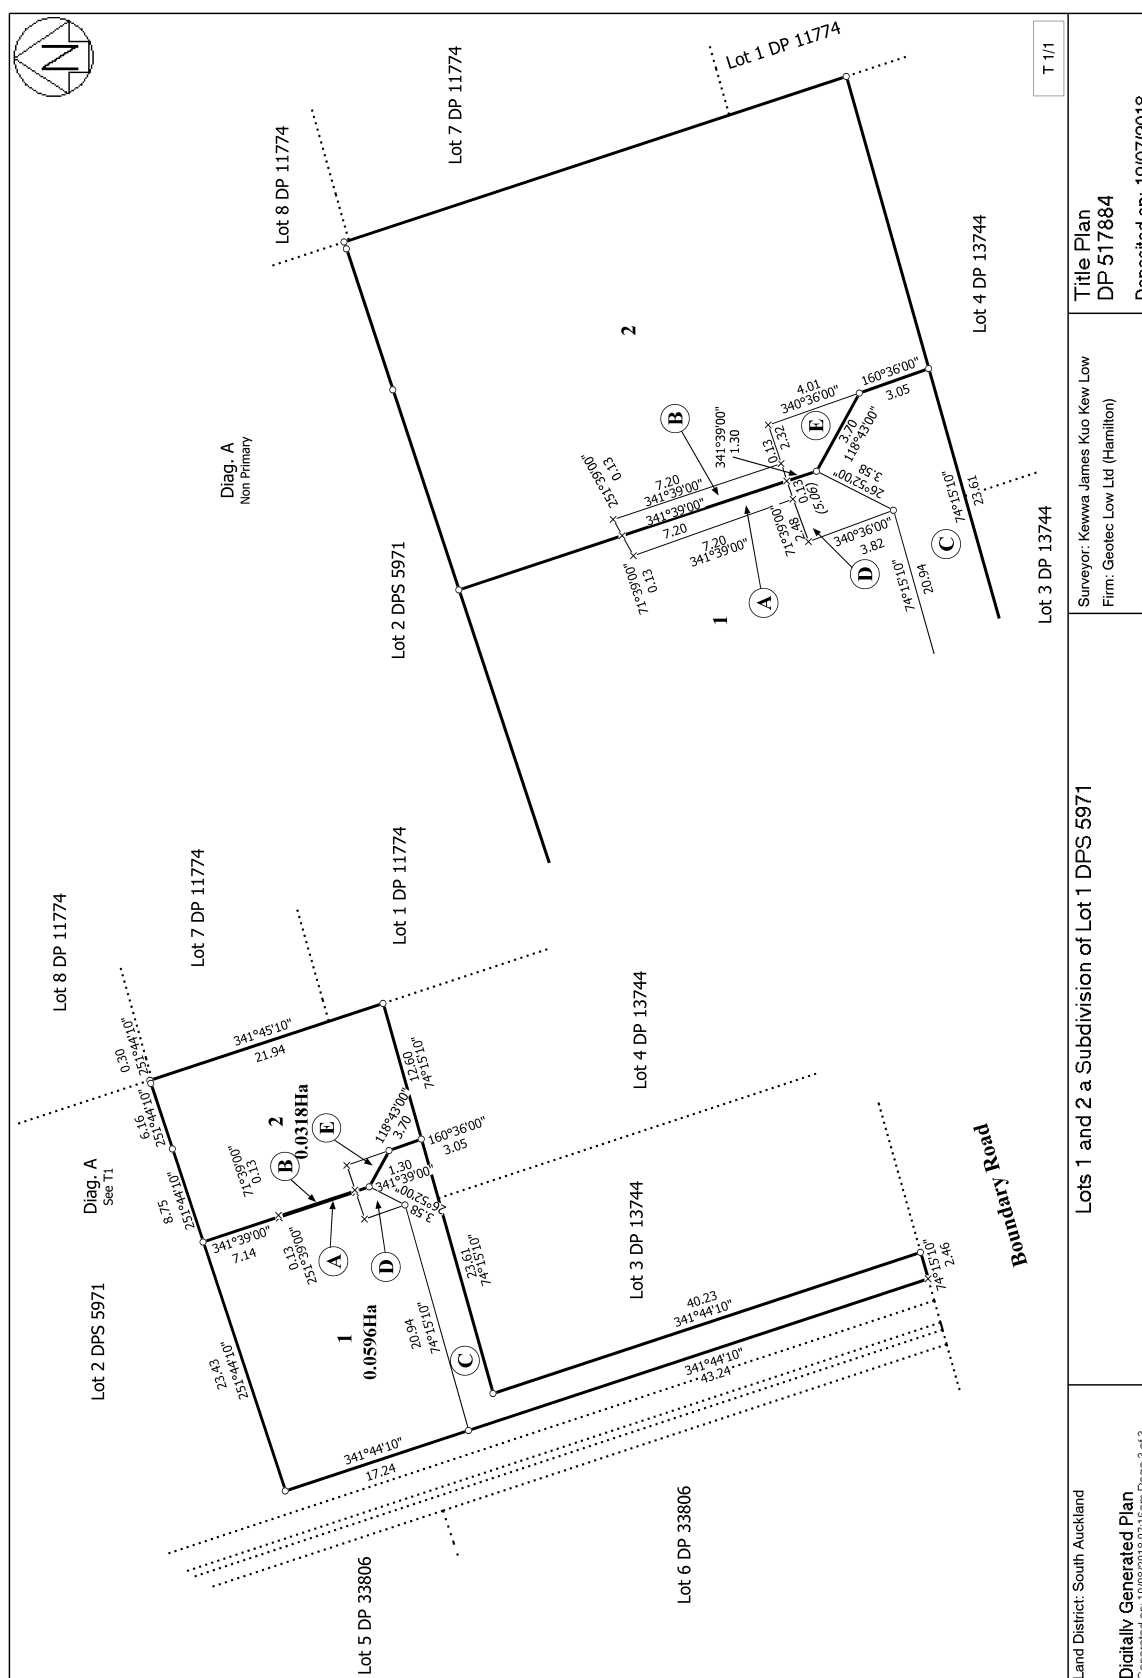 N
T 1/1
Lot 8 DP 11774
Lot 7 DP 11774
Lot 1 DP 11774
Diag. A
Non Primary
Lot 2 DPS 5971
2
Lot 4 DP 13744
4.01
340°36'00"
160°36'00"
3.05
B
E
341°39'00"
1.30
0.13
2.32
3.70
118°43'00"
251°39'00"
0.13
7.20
341°39'00"
341°39'00"
7.20
7.20
341°39'00"
0.13
(5.06)
71°39'00"
2.48
26°52'00"
3.58
340°36'00"
3.82
71°39'00"
0.13
1
A
D
74°15'10"
20.94
C
74°15'10"
23.61
Lot 3 DP 13744
Lot 8 DP 11774
Lot 7 DP 11774
Lot 1 DP 11774
0.30
251°44'10"
341°45'10"
21.94
6.16
251°44'10"
Diag. A
See T1
8.75
251°44'10"
2
0.0318Ha
E
B
71°39'00"
0.13
118°43'00"
3.70
12.60
74°15'10"
160°36'00"
3.05
1.30
341°39'00"
26°52'00"
3.58
341°39'00"
7.14
0.13
251°39'00"
A
D
Lot 2 DPS 5971
23.43
251°44'10"
1
0.0596Ha
20.94
74°15'10"
23.61
74°15'10"
C
Lot 4 DP 13744
Lot 3 DP 13744
40.23
341°44'10"
341°44'10"
43.24
74°15'10"
2.46
Boundary Road
341°44'10"
17.24
Lot 5 DP 33806
Lot 6 DP 33806
Land District: South Auckland
Digitally Generated Plan
Lots 1 and 2 a Subdivision of Lot 1 DPS 5971
Surveyor: Kewwa James Kuo Kew Low
Firm: Geotec Low Ltd (Hamilton)
Title Plan
DP 517884